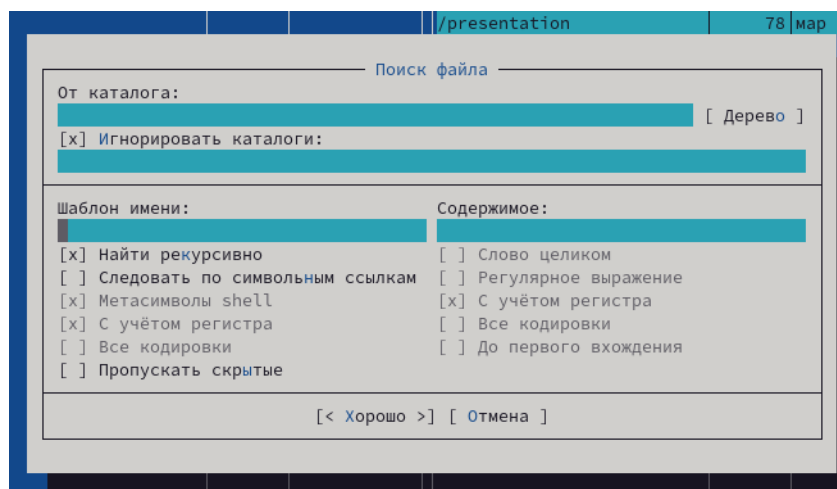 /presentation 78 мар
Поиск файла
От каталога:
[ Дерево ]
[x] Игнорировать каталоги:
Шаблон имени: Содержимое:
[x] Найти рекурсивно [ ] Слово целиком
[ ] Следовать по символьным ссылкам [ ] Регулярное выражение
[x] Метасимволы shell [x] С учётом регистра
[x] С учётом регистра [ ] Все кодировки
[ ] Все кодировки [ ] До первого вхождения
[ ] Пропускать скрытые
[< Хорошо >] [ Отмена ]